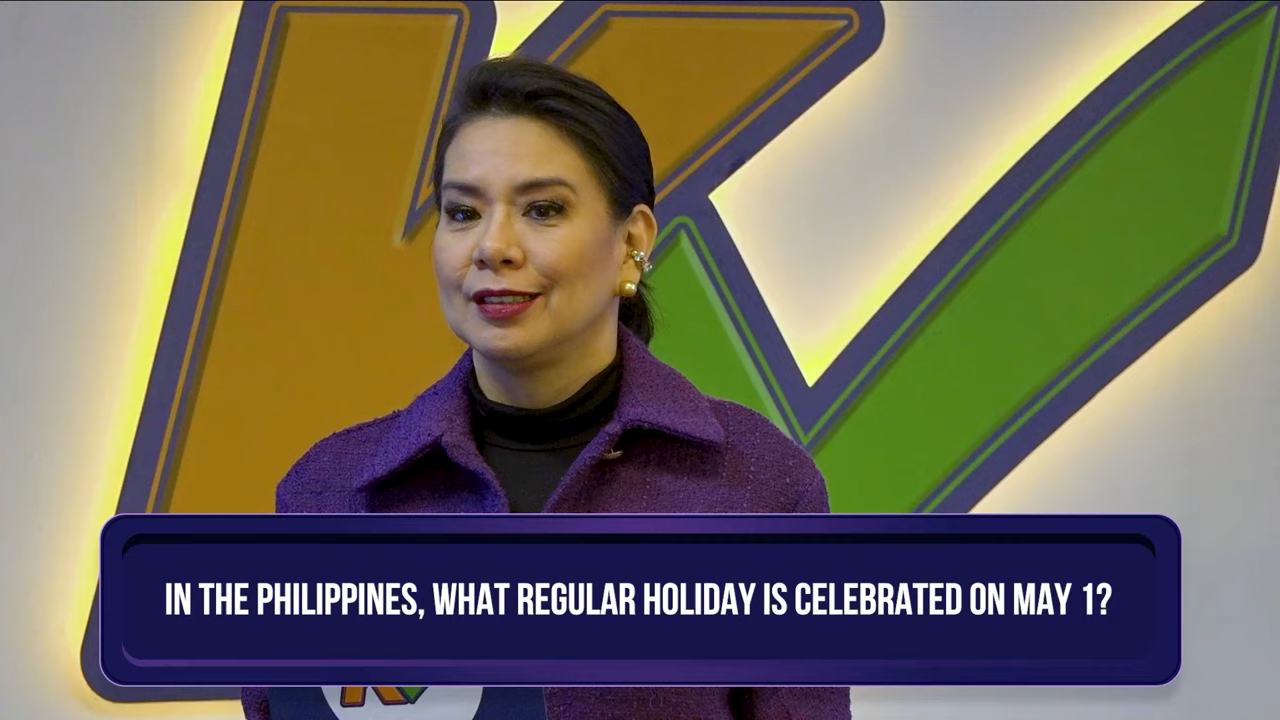 IN THE PHILIPPINES, WHAT REGULAR HOLIDAY IS CELEBRATED ON MAY 1?